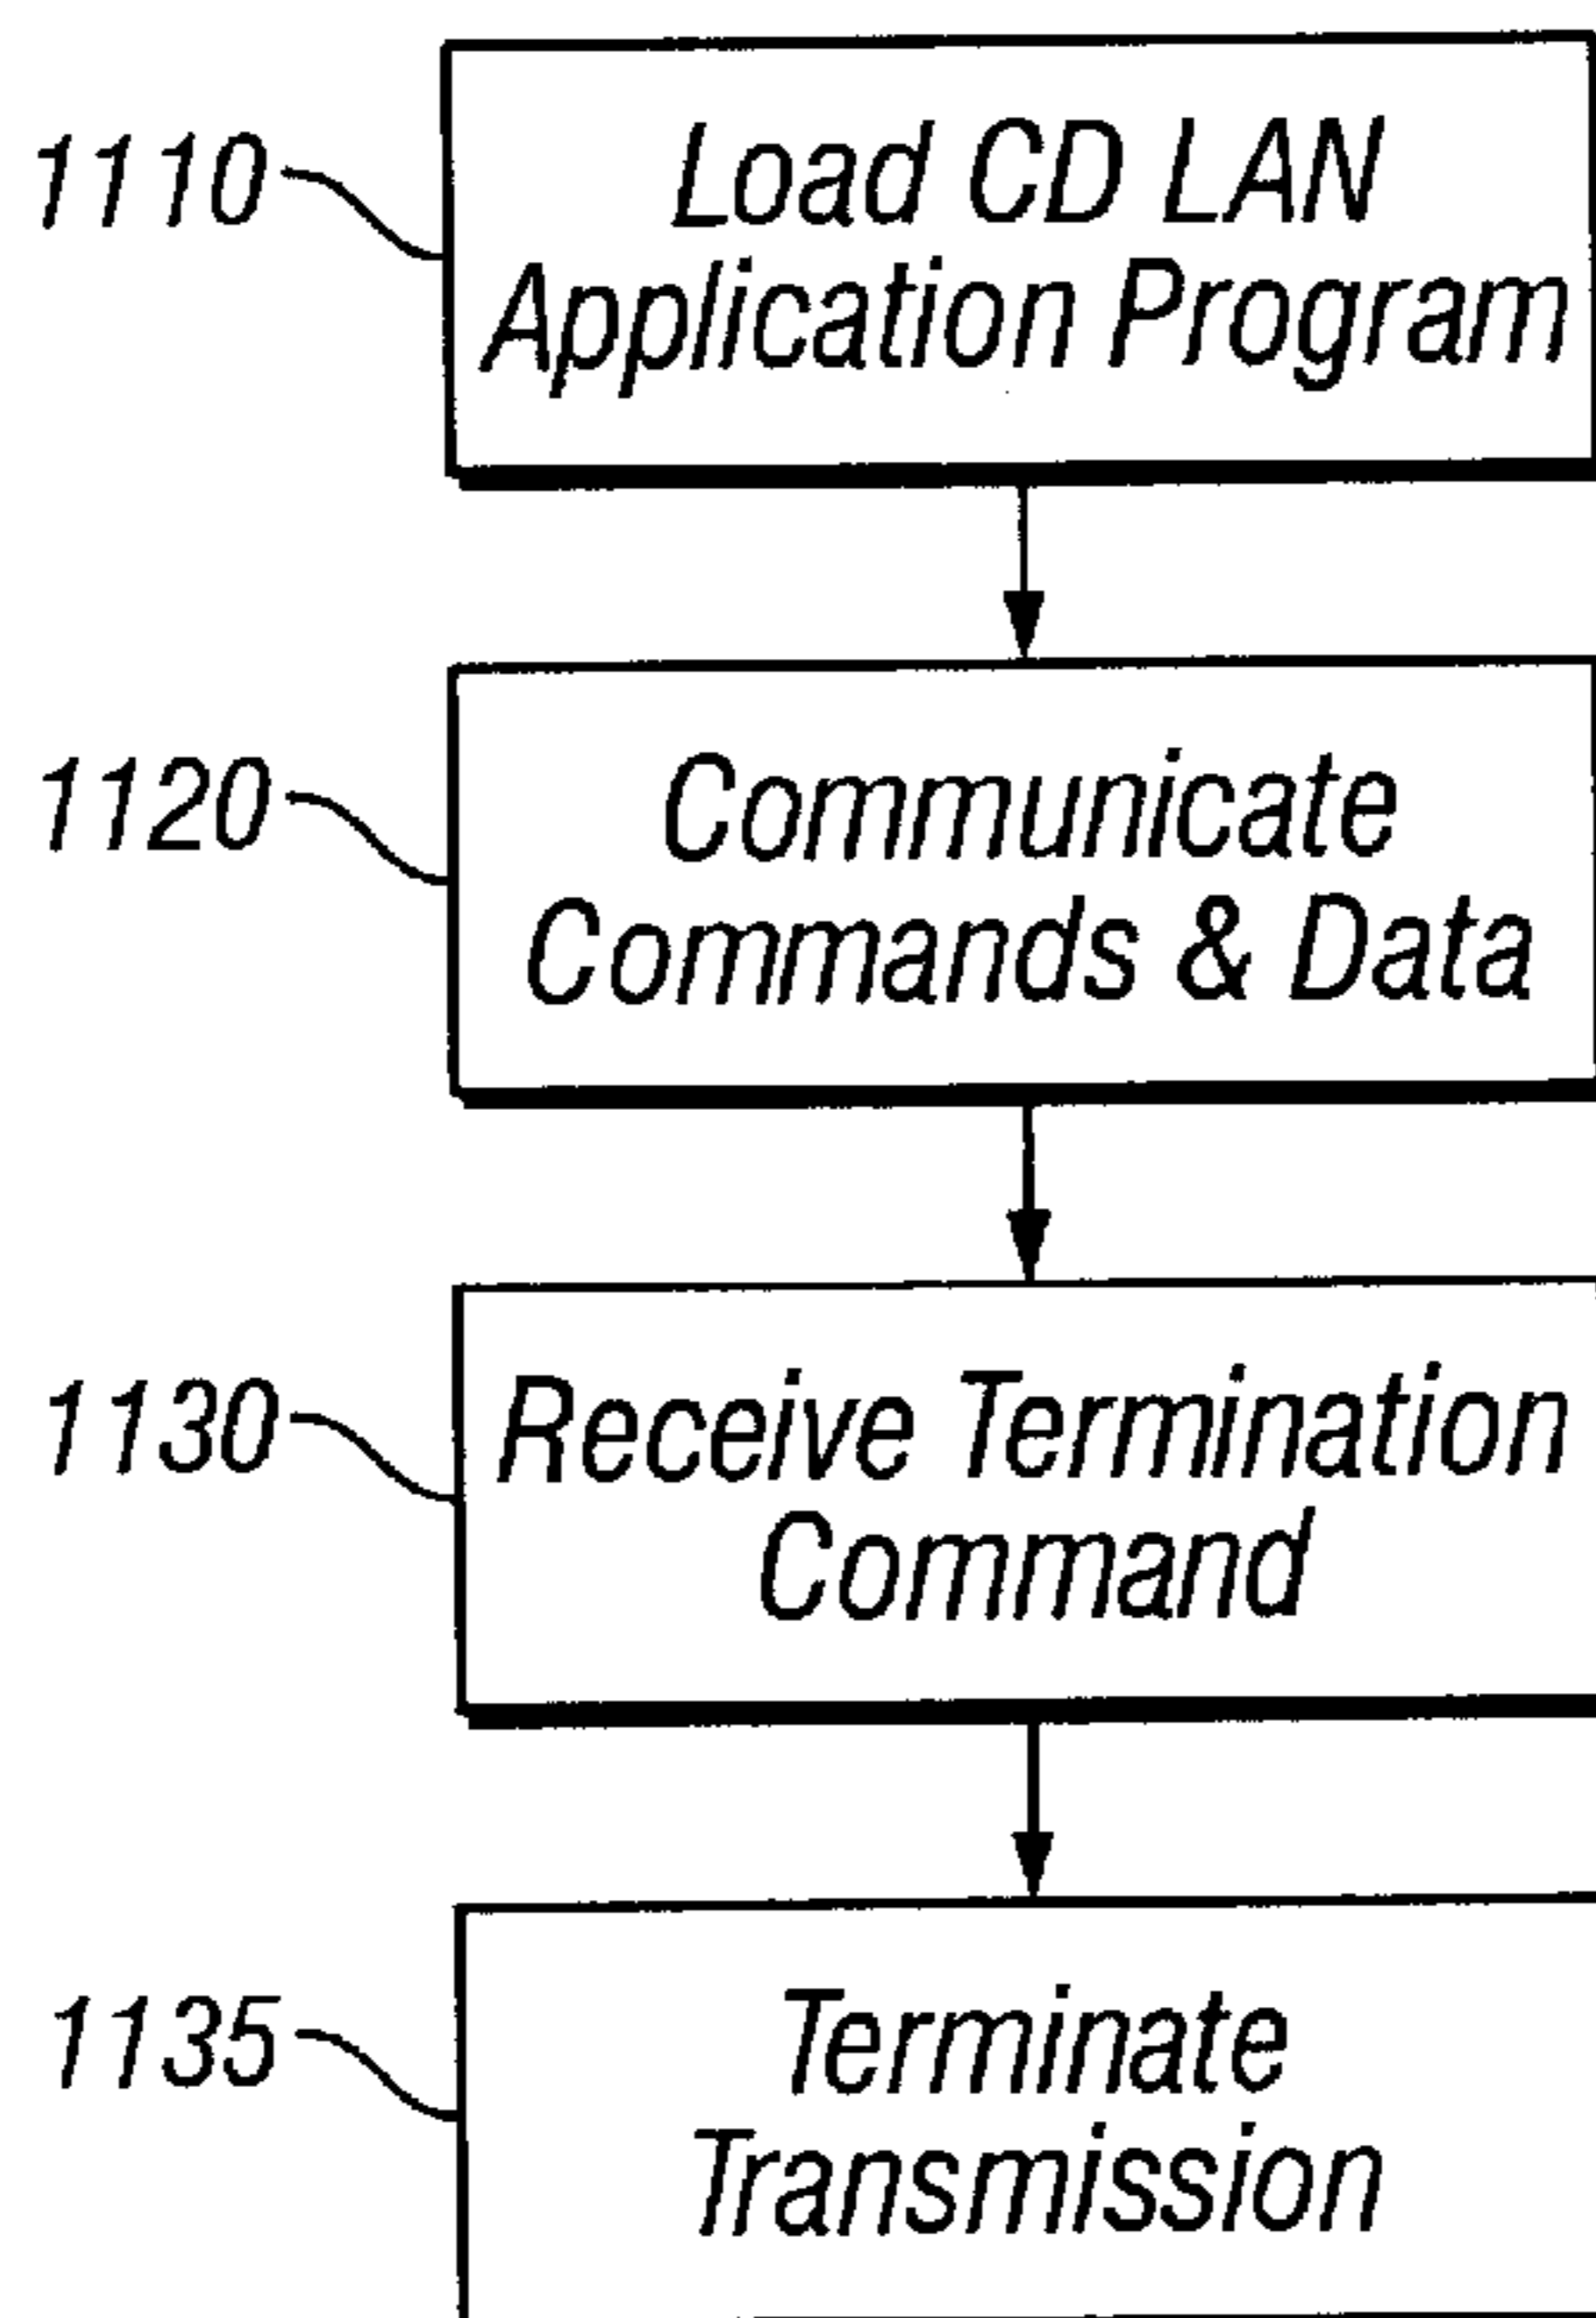 1110
Load CD LAN
Application Program
1120
Communicate
Commands & Data
1130
Receive Termination
Command
1135
Terminate
Transmission